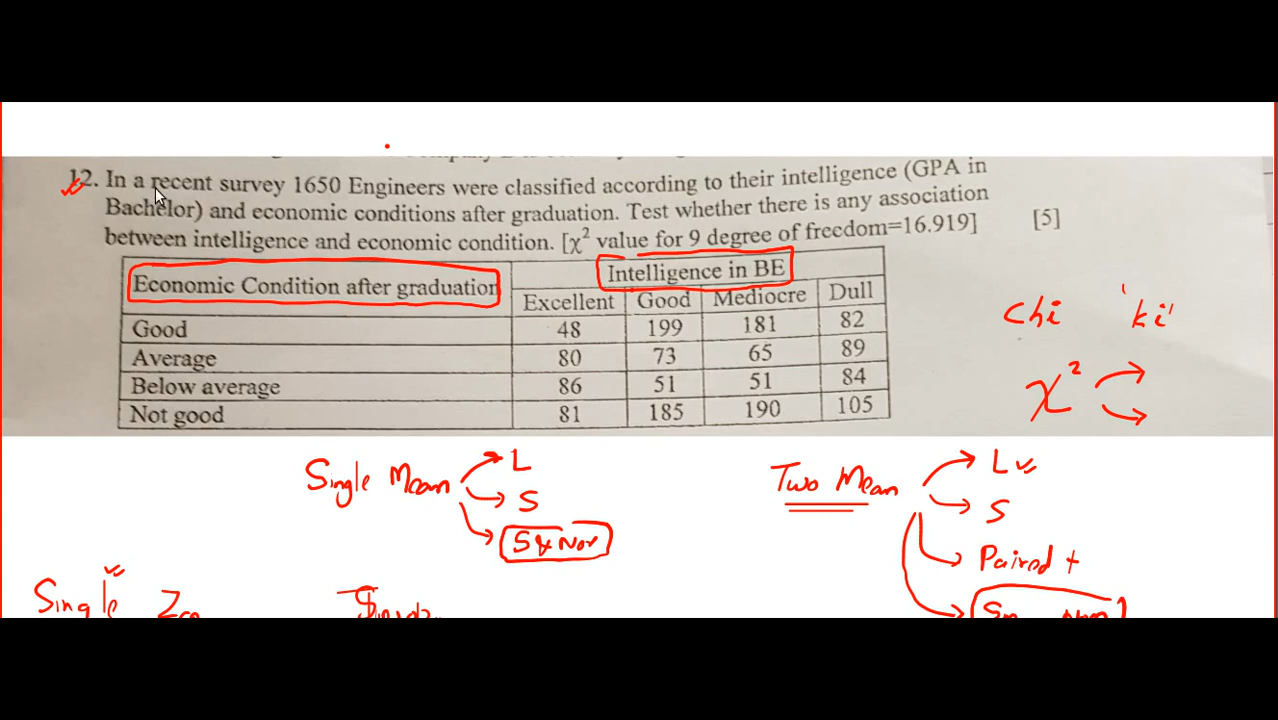 12. In a recent survey 1650 Engineers were classified according to their intelligence (GPA in
Bachelor) and economic conditions after graduation. Test whether there is any association
between intelligence and economic condition. [χ² value for 9 degree of freedom=16.919] [5]
Economic Condition after graduation Intelligence in BE
Excellent Good Mediocre Dull
Good 48 199 181 82
Average 80 73 65 89
Below average 86 51 51 84
Not good 81 185 190 105
Chi 'ki'
χ²
Single Mean L
S
Two Mean L
S
Paired t
Single